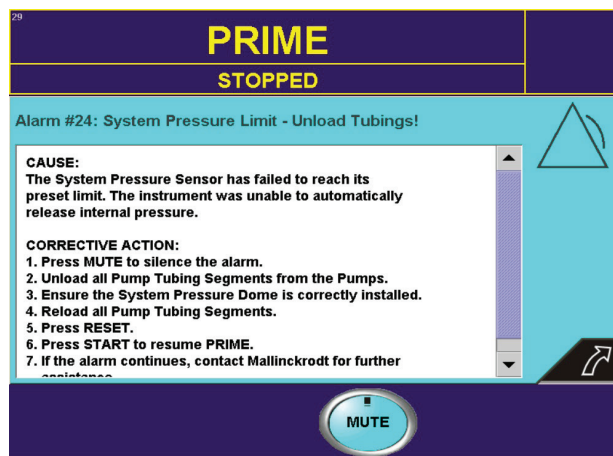 29
PRIME
STOPPED
Alarm #24: System Pressure Limit - Unload Tubings!
CAUSE:
The System Pressure Sensor has failed to reach its
preset limit. The instrument was unable to automatically
release internal pressure.
CORRECTIVE ACTION:
1. Press MUTE to silence the alarm.
2. Unload all Pump Tubing Segments from the Pumps.
3. Ensure the System Pressure Dome is correctly installed.
4. Reload all Pump Tubing Segments.
5. Press RESET.
6. Press START to resume PRIME.
7. If the alarm continues, contact Mallinckrodt for further
assistance
MUTE